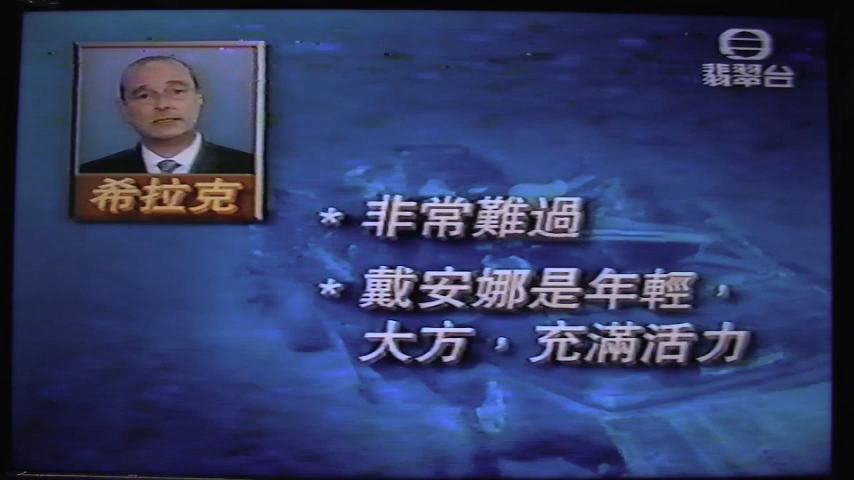 翡翠台
希拉克
* 非常難過
* 戴安娜是年輕，
大方，充滿活力